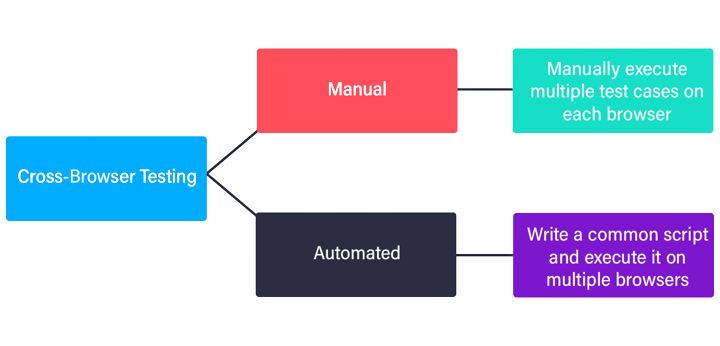 Cross-Browser Testing
Manual
Manually execute
multiple test cases on
each browser
Automated
Write a common script
and execute it on
multiple browsers